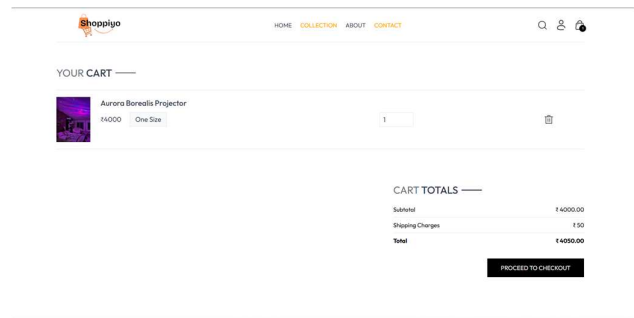 Shoppiyo
HOME COLLECTION ABOUT CONTACT
YOUR CART
Aurora Borealis Projector
₹4000 One Size
1
CART TOTALS
Subtotal ₹ 4000.00
Shipping Charges ₹ 50
Total ₹ 4050.00
PROCEED TO CHECKOUT